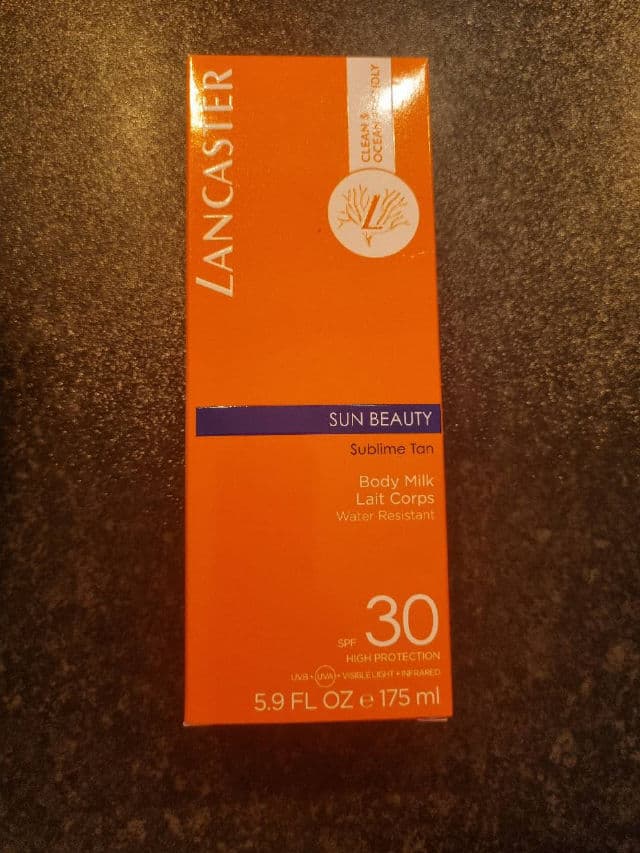 LANCASTER
CLEAN &
OCEAN FRIENDLY
L
SUN BEAUTY
Sublime Tan
Body Milk
Lait Corps
Water Resistant
SPF 30
HIGH PROTECTION
UVB + UVA + VISIBLE LIGHT + INFRARED
5.9 FL OZ e 175 ml